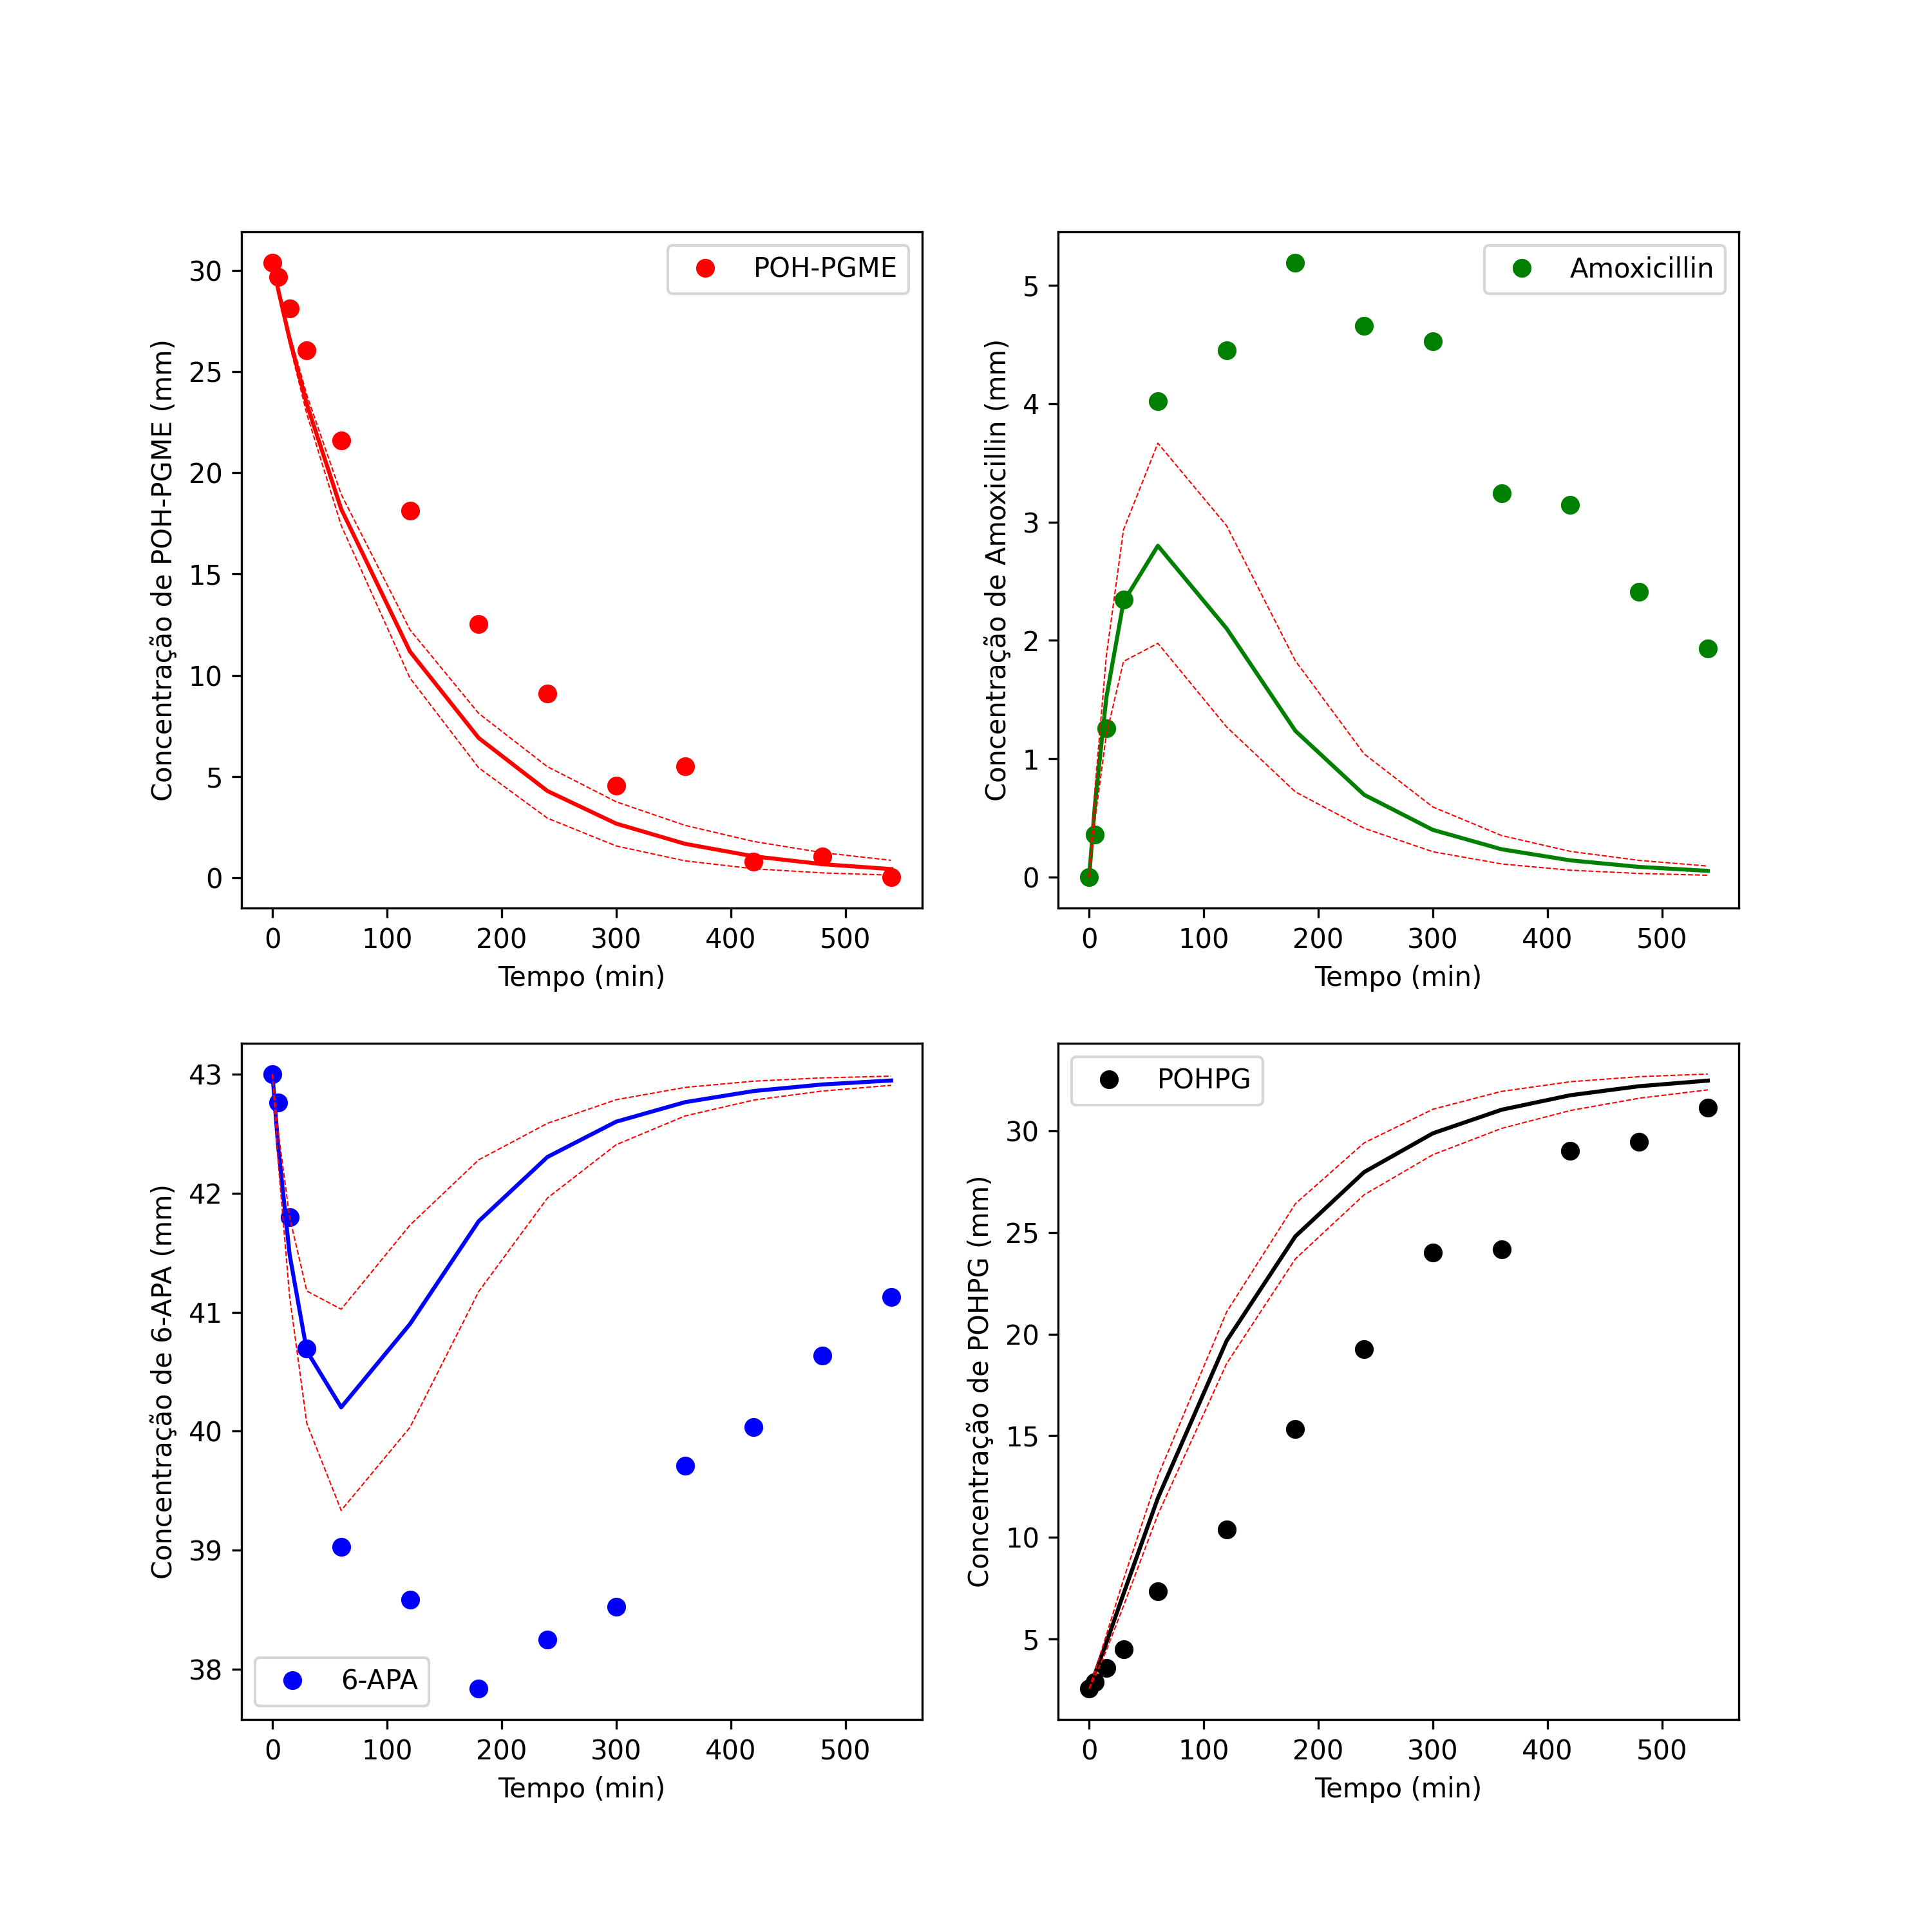 POH-PGME
Concentração de POH-PGME (mm)
30
25
20
15
10
5
0
0 100 200 300 400 500
Tempo (min)
Amoxicillin
Concentração de Amoxicillin (mm)
5
4
3
2
1
0
0 100 200 300 400 500
Tempo (min)
Concentração de 6-APA (mm)
43
42
41
40
39
38
6-APA
0 100 200 300 400 500
Tempo (min)
POHPG
Concentração de POHPG (mm)
30
25
20
15
10
5
0 100 200 300 400 500
Tempo (min)